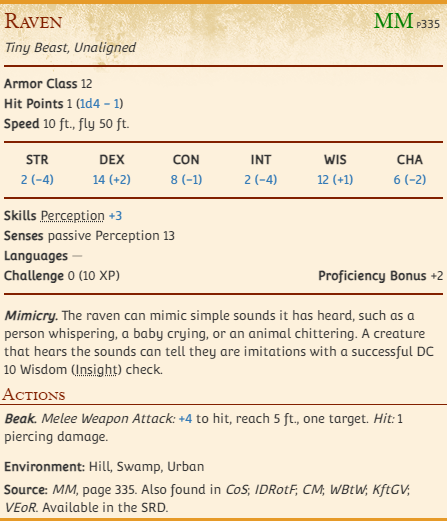 Raven MM p335
Tiny Beast, Unaligned
Armor Class 12
Hit Points 1 (1d4 − 1)
Speed 10 ft., fly 50 ft.
STR DEX CON INT WIS CHA
2 (−4) 14 (+2) 8 (−1) 2 (−4) 12 (+1) 6 (−2)
Skills Perception +3
Senses passive Perception 13
Languages —
Challenge 0 (10 XP) Proficiency Bonus +2
Mimicry. The raven can mimic simple sounds it has heard, such as a
person whispering, a baby crying, or an animal chittering. A creature
that hears the sounds can tell they are imitations with a successful DC
10 Wisdom (Insight) check.
Actions
Beak. Melee Weapon Attack: +4 to hit, reach 5 ft., one target. Hit: 1
piercing damage.
Environment: Hill, Swamp, Urban
Source: MM, page 335. Also found in CoS; IDRotF; CM; WBtW; KftGV;
VEoR. Available in the SRD.